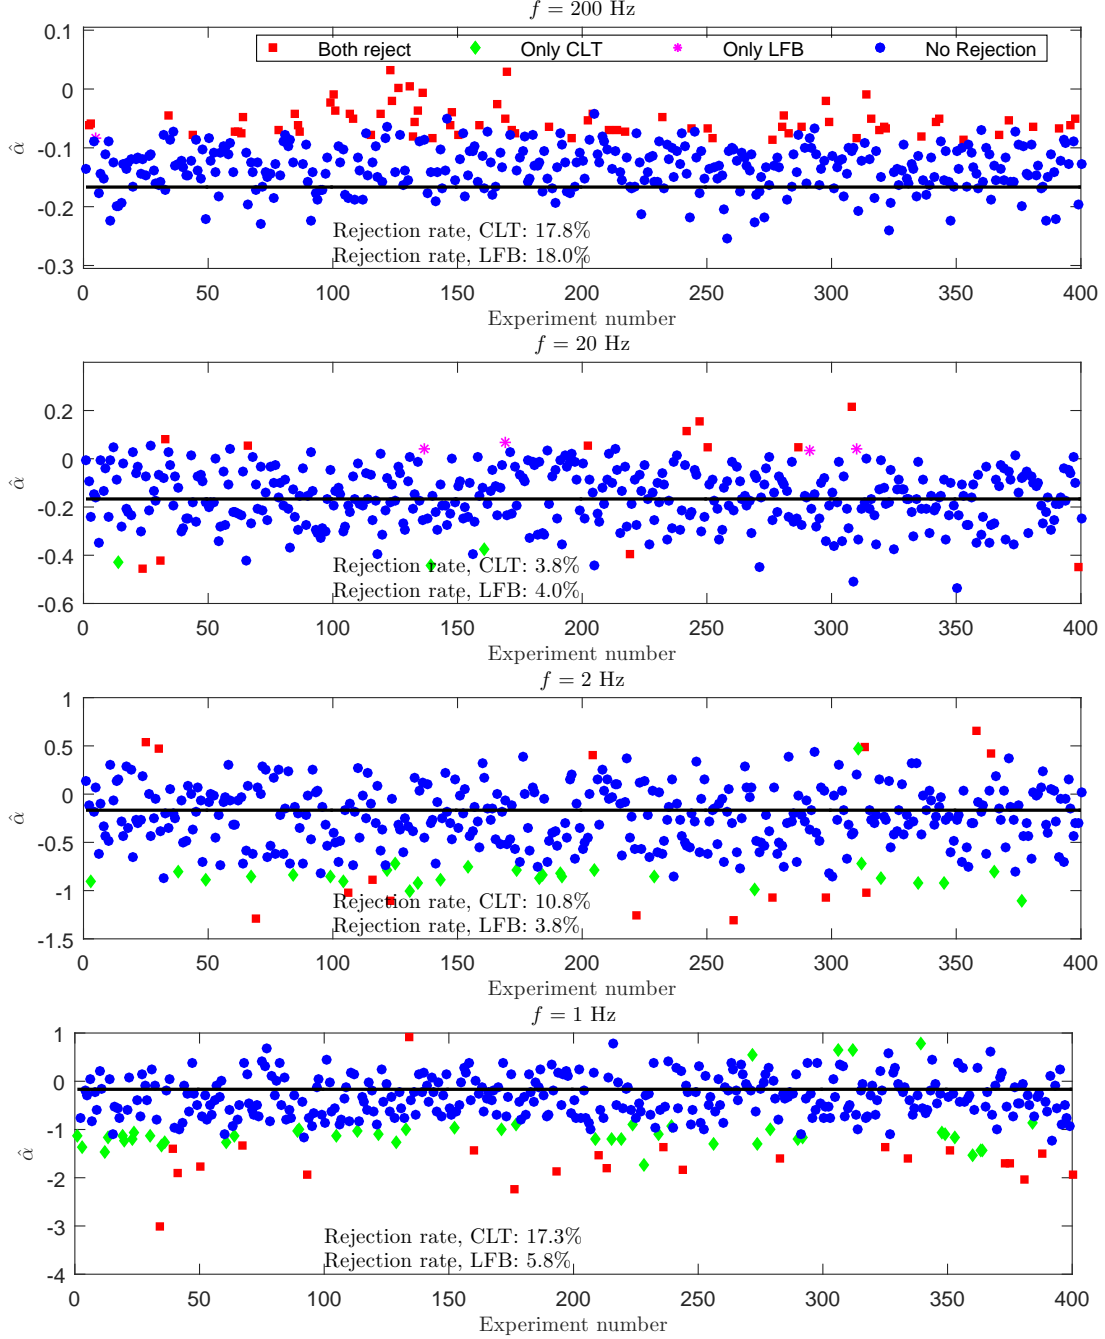 f = 200 Hz
0.1
0
-0.1
-0.2
-0.3
α̂
Both reject Only CLT Only LFB No Rejection
Rejection rate, CLT: 17.8%
Rejection rate, LFB: 18.0%
0 50 100 150 200 250 300 350 400
Experiment number
f = 20 Hz
0.2
0
-0.2
-0.4
-0.6
α̂
Rejection rate, CLT: 3.8%
Rejection rate, LFB: 4.0%
0 50 100 150 200 250 300 350 400
Experiment number
f = 2 Hz
1
0.5
0
-0.5
-1
-1.5
α̂
Rejection rate, CLT: 10.8%
Rejection rate, LFB: 3.8%
0 50 100 150 200 250 300 350 400
Experiment number
f = 1 Hz
1
0
-1
-2
-3
-4
α̂
Rejection rate, CLT: 17.3%
Rejection rate, LFB: 5.8%
0 50 100 150 200 250 300 350 400
Experiment number